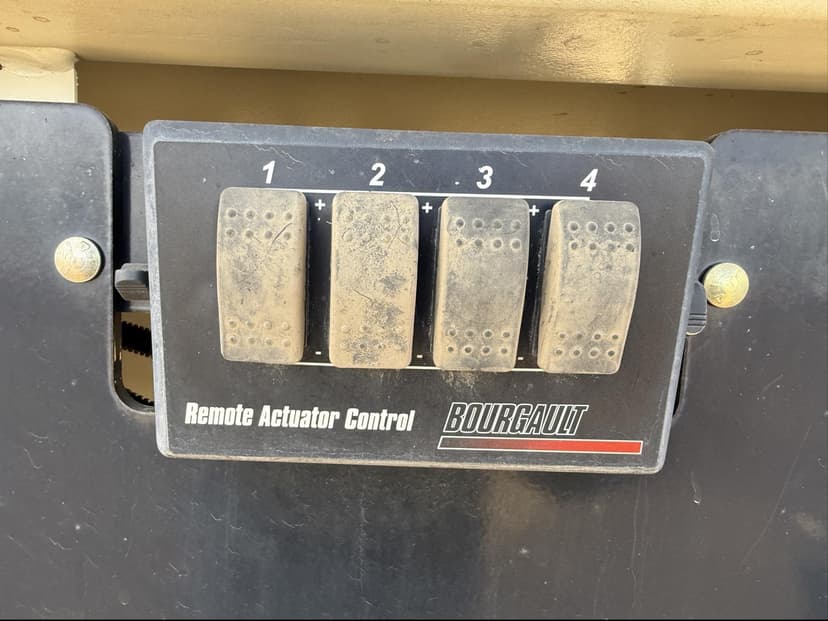 1 2 3 4
+ + +
- - -
Remote Actuator Control BOURGAULT